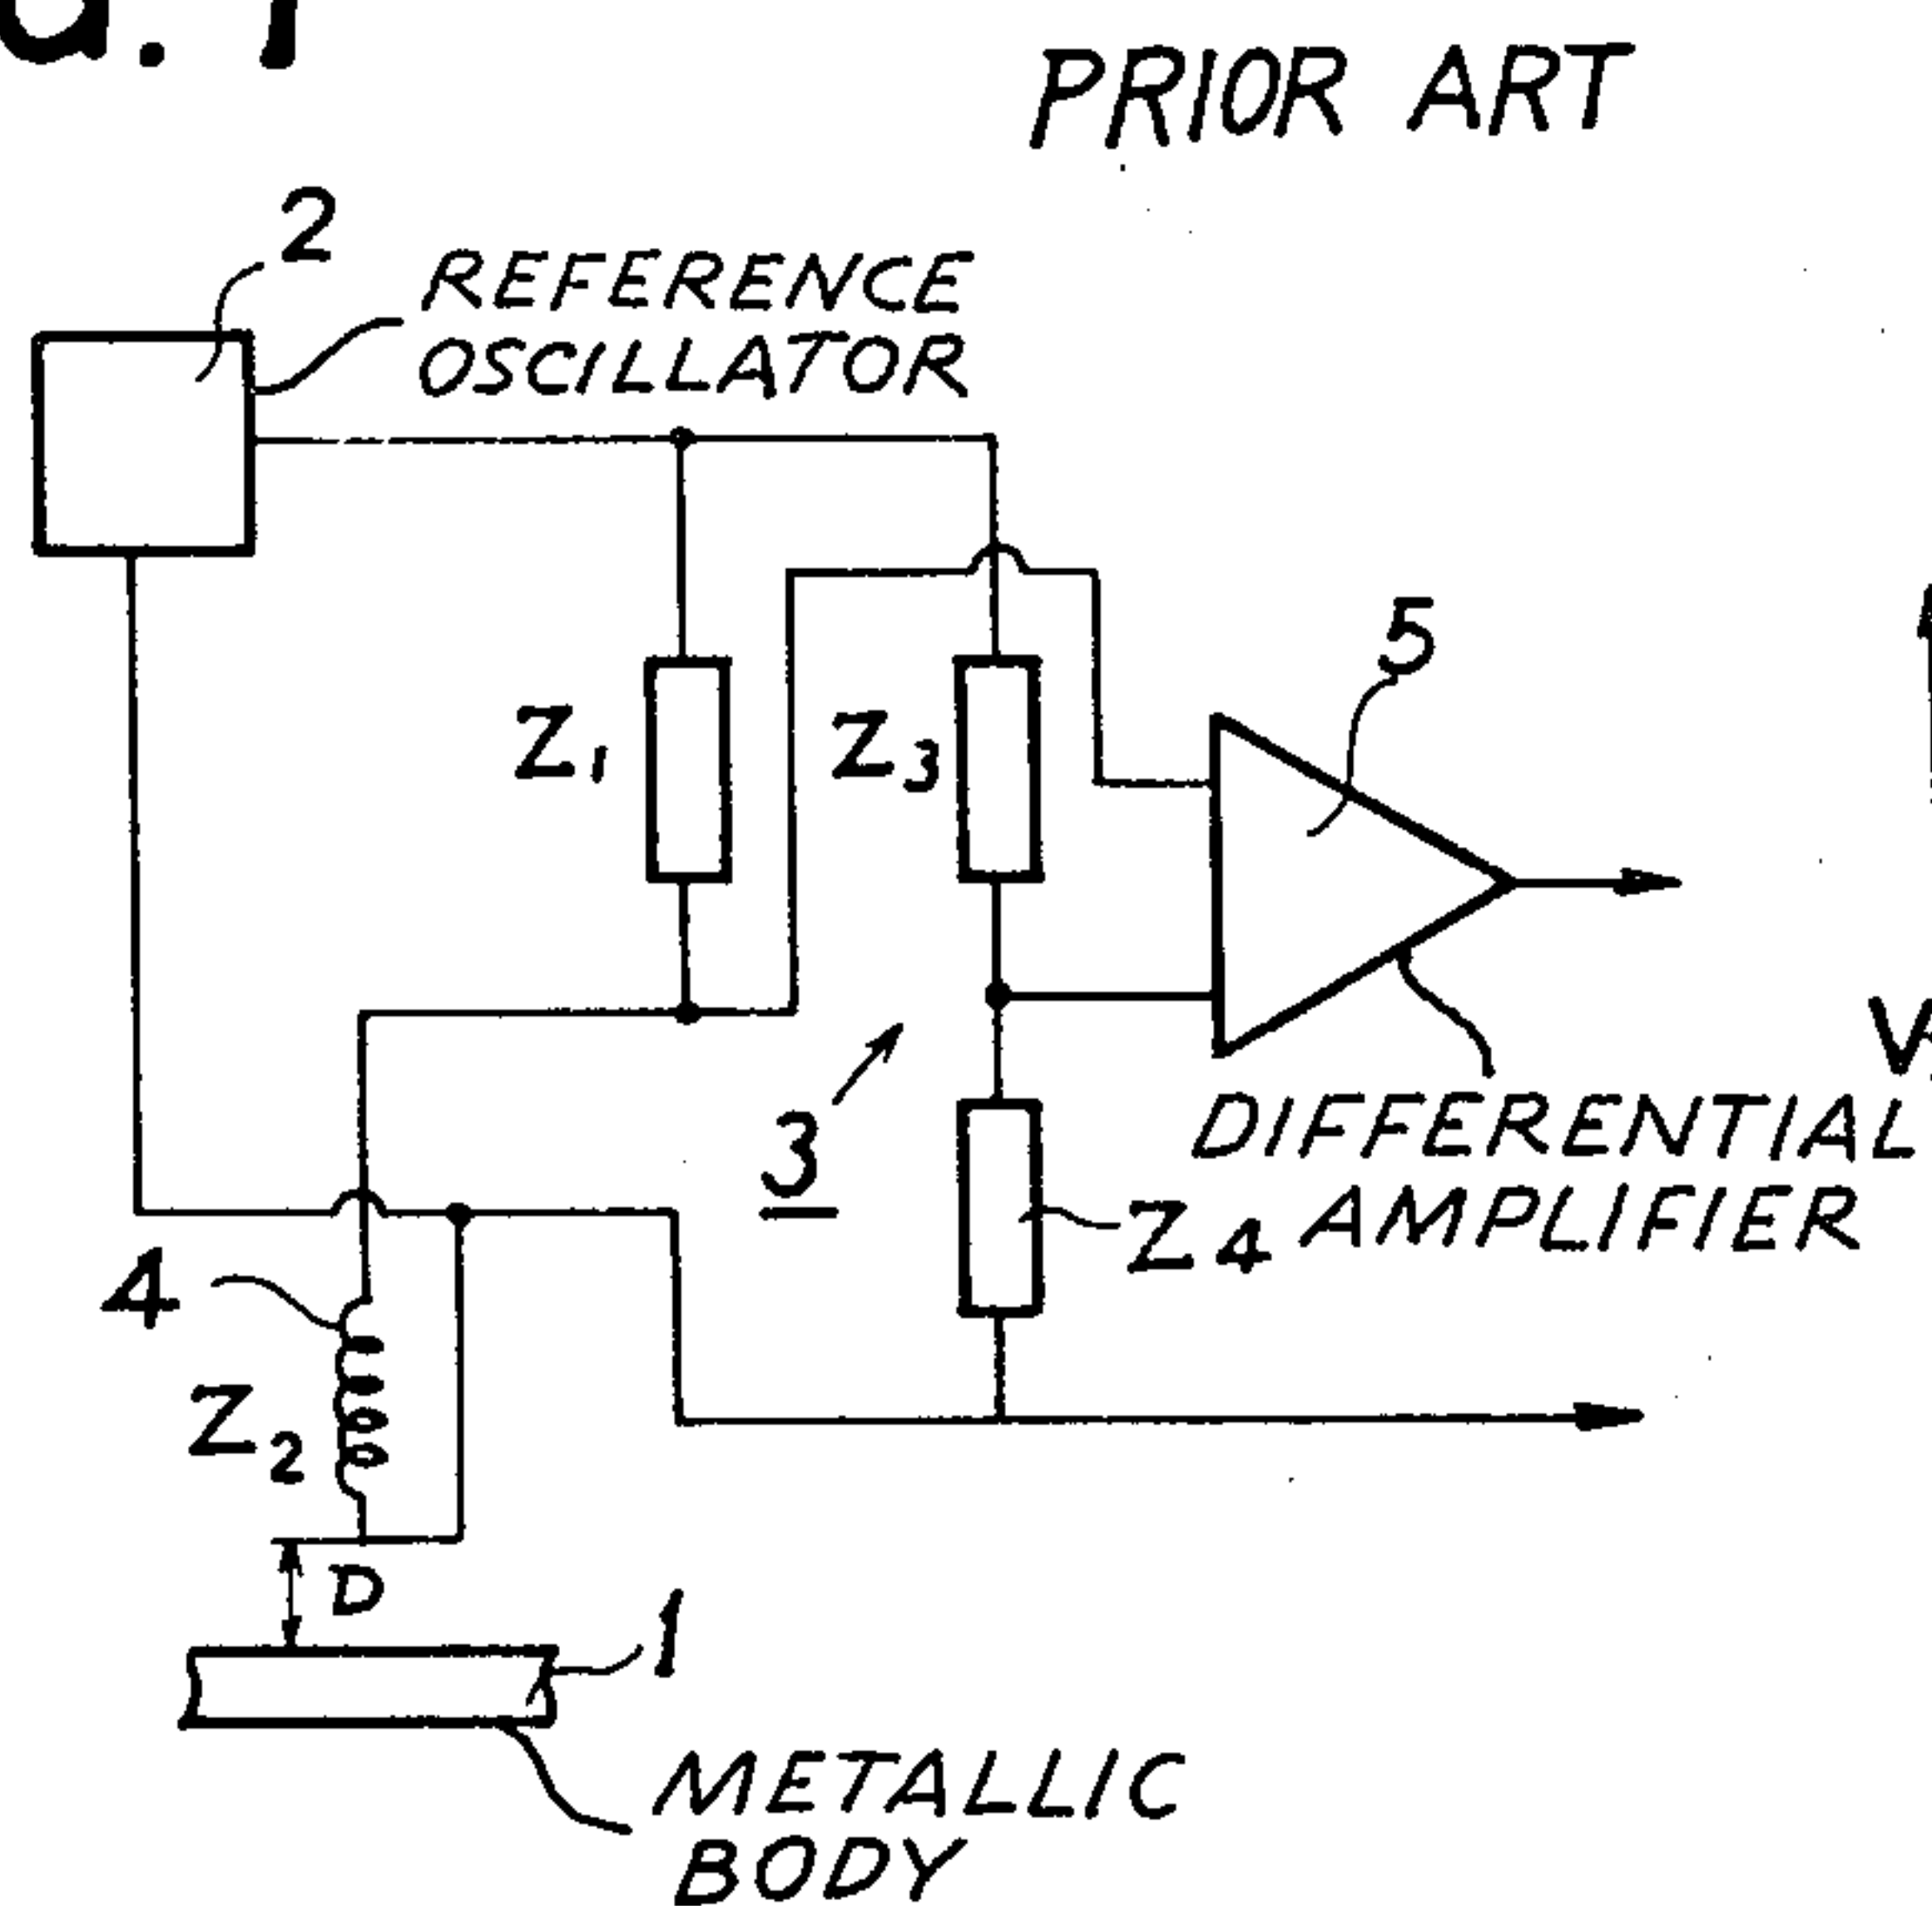 PRIOR ART
2
REFERENCE
OSCILLATOR
5
Z1
Z3
3
DIFFERENTIAL
AMPLIFIER
Z4
4
Z2
D
1
METALLIC
BODY